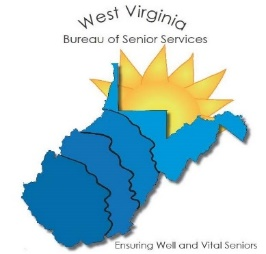 West Virginia
Bureau of Senior Services
Ensuring Well and Vital Seniors